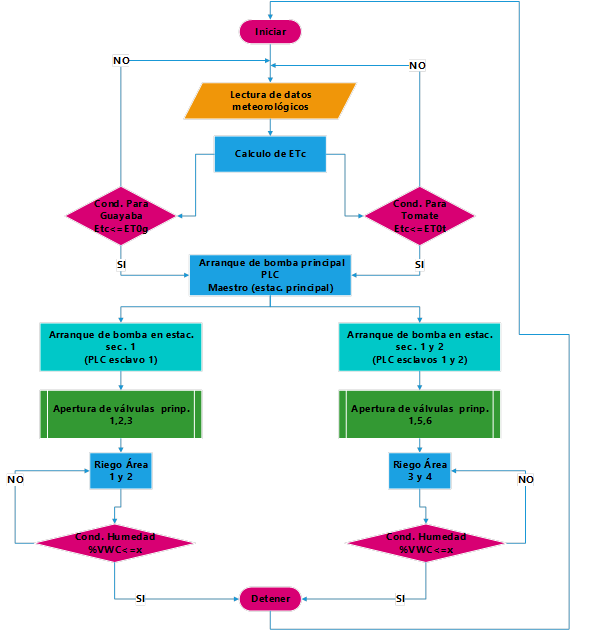 Iniciar
NO
NO
Lectura de datos
meteorológicos
Calculo de ETc
Cond. Para
Guayaba
Etc<=ET0g
Cond. Para
Tomate
Etc<=ET0t
SI
SI
Arranque de bomba principal
PLC
Maestro (estac. principal)
Arranque de bomba en estac.
sec. 1
(PLC esclavo 1)
Arranque de bomba en estac.
sec. 1 y 2
(PLC esclavos 1 y 2)
Apertura de válvulas prinp.
1,2,3
Apertura de válvulas prinp.
1,5,6
Riego Área
1 y 2
Riego Área
3 y 4
NO
NO
Cond. Humedad
%VWC<=x
Cond. Humedad
%VWC<=x
SI
Detener
SI